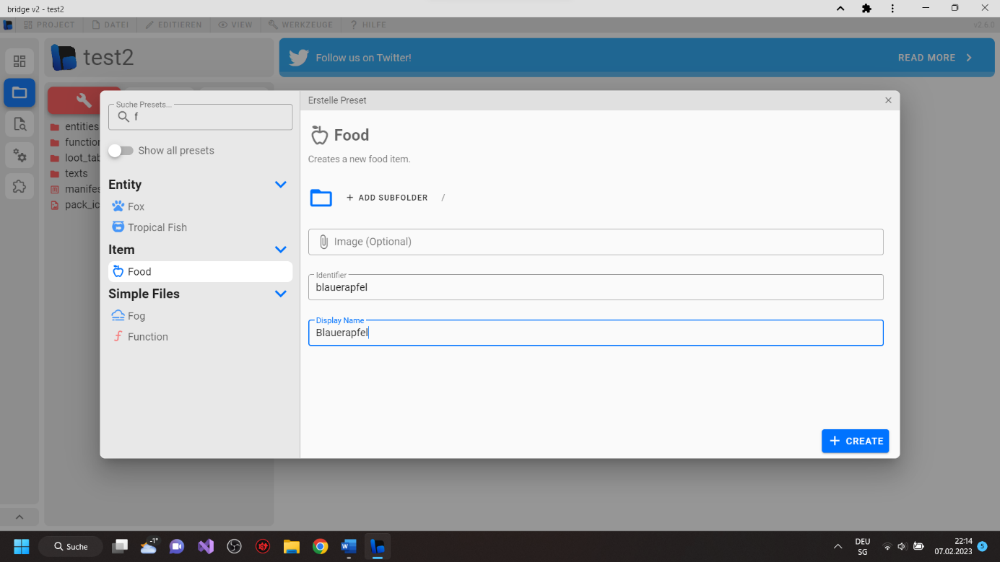 bridge v2 - test2
PROJECT DATEI EDITIEREN VIEW WERKZEUGE ? HILFE v2.6.0
test2
Follow us on Twitter! READ MORE
entities
function
loot_tab
texts
manifes
pack_ic
Suche Presets...
f
Show all presets
Entity
Fox
Tropical Fish
Item
Food
Simple Files
Fog
Function
Erstelle Preset
Food
Creates a new food item.
+ ADD SUBFOLDER /
Image (Optional)
Identifier
blauerapfel
Display Name
Blauerapfel
+ CREATE
Suche
-1°
DEU
SG
22:14
07.02.2023
5